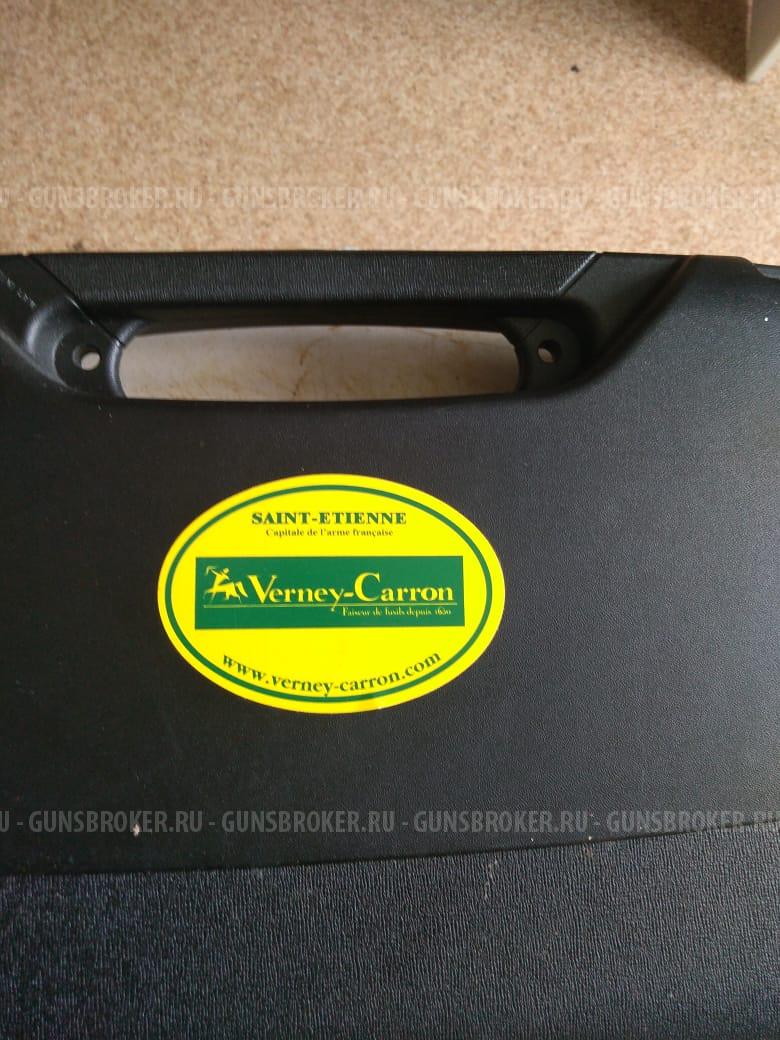 U - GUNSBROKER.RU - GUNSBROKER.RU - GUNSBROKER.RU - GUNSBROKER.RU
SAINT-ETIENNE
Capitale de l'arme française
Verney-Carron
Faiseur de fusils depuis 1650
www.verney-carron.com
U - GUNSBROKER.RU - GUNSBROKER.RU - GUNSBROKER.RU - GUNSBROKER.RU